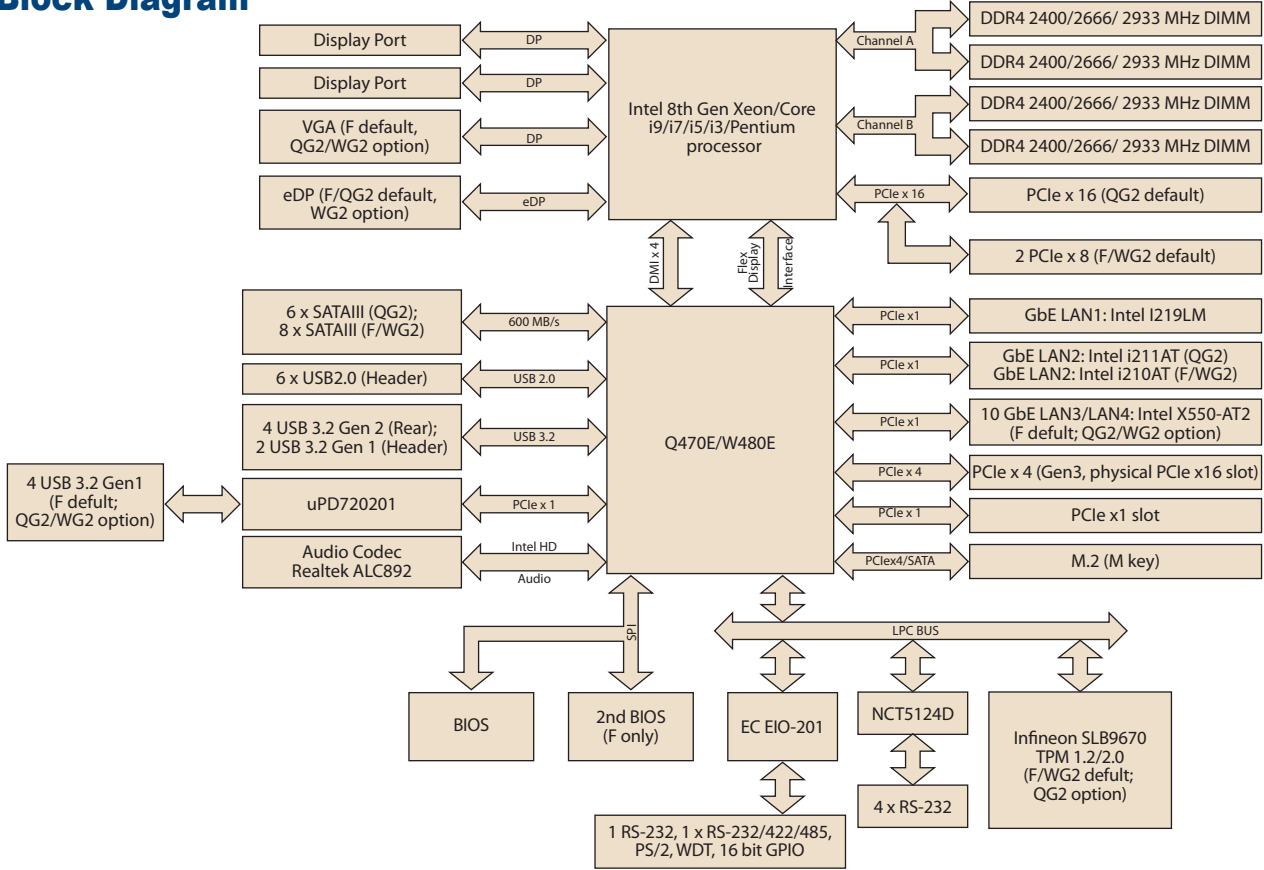 Block Diagram
Display Port
DP
Display Port
DP
VGA (F default,
QG2/WG2 option)
DP
eDP (F/QG2 default,
WG2 option)
eDP
Intel 8th Gen Xeon/Core
i9/i7/i5/i3/Pentium
processor
Channel A
DDR4 2400/2666/ 2933 MHz DIMM
DDR4 2400/2666/ 2933 MHz DIMM
Channel B
DDR4 2400/2666/ 2933 MHz DIMM
DDR4 2400/2666/ 2933 MHz DIMM
PCIe x 16
PCIe x 16 (QG2 default)
2 PCIe x 8 (F/WG2 default)
DMI x 4
Flex
Display
Interface
6 x SATAIII (QG2);
8 x SATAIII (F/WG2)
600 MB/s
6 x USB2.0 (Header)
USB 2.0
4 USB 3.2 Gen 2 (Rear);
2 USB 3.2 Gen 1 (Header)
USB 3.2
4 USB 3.2 Gen1
(F defult;
QG2/WG2 option)
uPD720201
PCIe x 1
Audio Codec
Realtek ALC892
Intel HD
Audio
Q470E/W480E
PCIe x1
GbE LAN1: Intel I219LM
PCIe x1
GbE LAN2: Intel i211AT (QG2)
GbE LAN2: Intel i210AT (F/WG2)
PCIe x1
10 GbE LAN3/LAN4: Intel X550-AT2
(F defult; QG2/WG2 option)
PCIe x 4
PCIe x 4 (Gen3, physical PCIe x16 slot)
PCIe x 1
PCIe x1 slot
PCIex4/SATA
M.2 (M key)
SPI
LPC BUS
BIOS
2nd BIOS
(F only)
EC EIO-201
NCT5124D
Infineon SLB9670
TPM 1.2/2.0
(F/WG2 defult;
QG2 option)
4 x RS-232
1 RS-232, 1 x RS-232/422/485,
PS/2, WDT, 16 bit GPIO